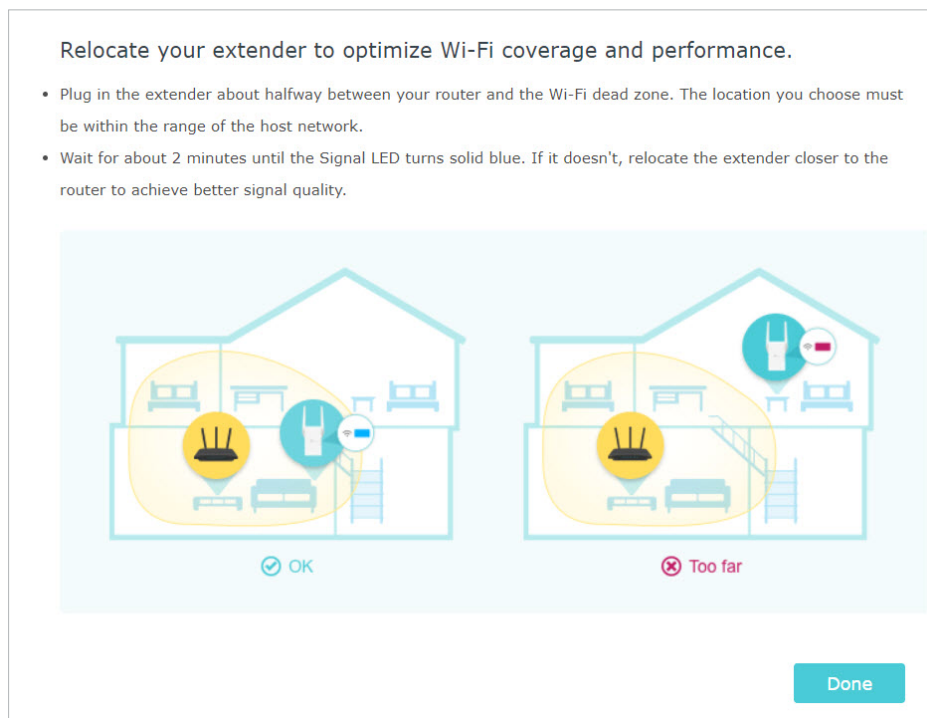 Relocate your extender to optimize Wi-Fi coverage and performance.
• Plug in the extender about halfway between your router and the Wi-Fi dead zone. The location you choose must
be within the range of the host network.
• Wait for about 2 minutes until the Signal LED turns solid blue. If it doesn't, relocate the extender closer to the
router to achieve better signal quality.
OK
Too far
Done